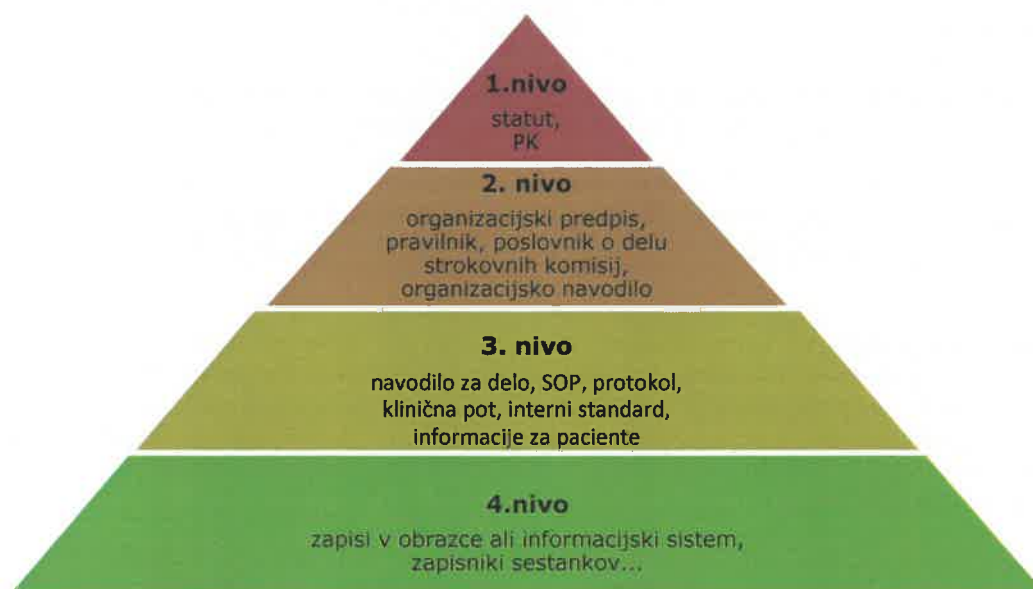 1.nivo
statut,
PK
2. nivo
organizacijski predpis,
pravilnik, poslovnik o delu
strokovnih komisij,
organizacijsko navodilo
3. nivo
navodilo za delo, SOP, protokol,
klinična pot, interni standard,
informacije za paciente
4.nivo
zapisi v obrazce ali informacijski sistem,
zapisniki sestankov...